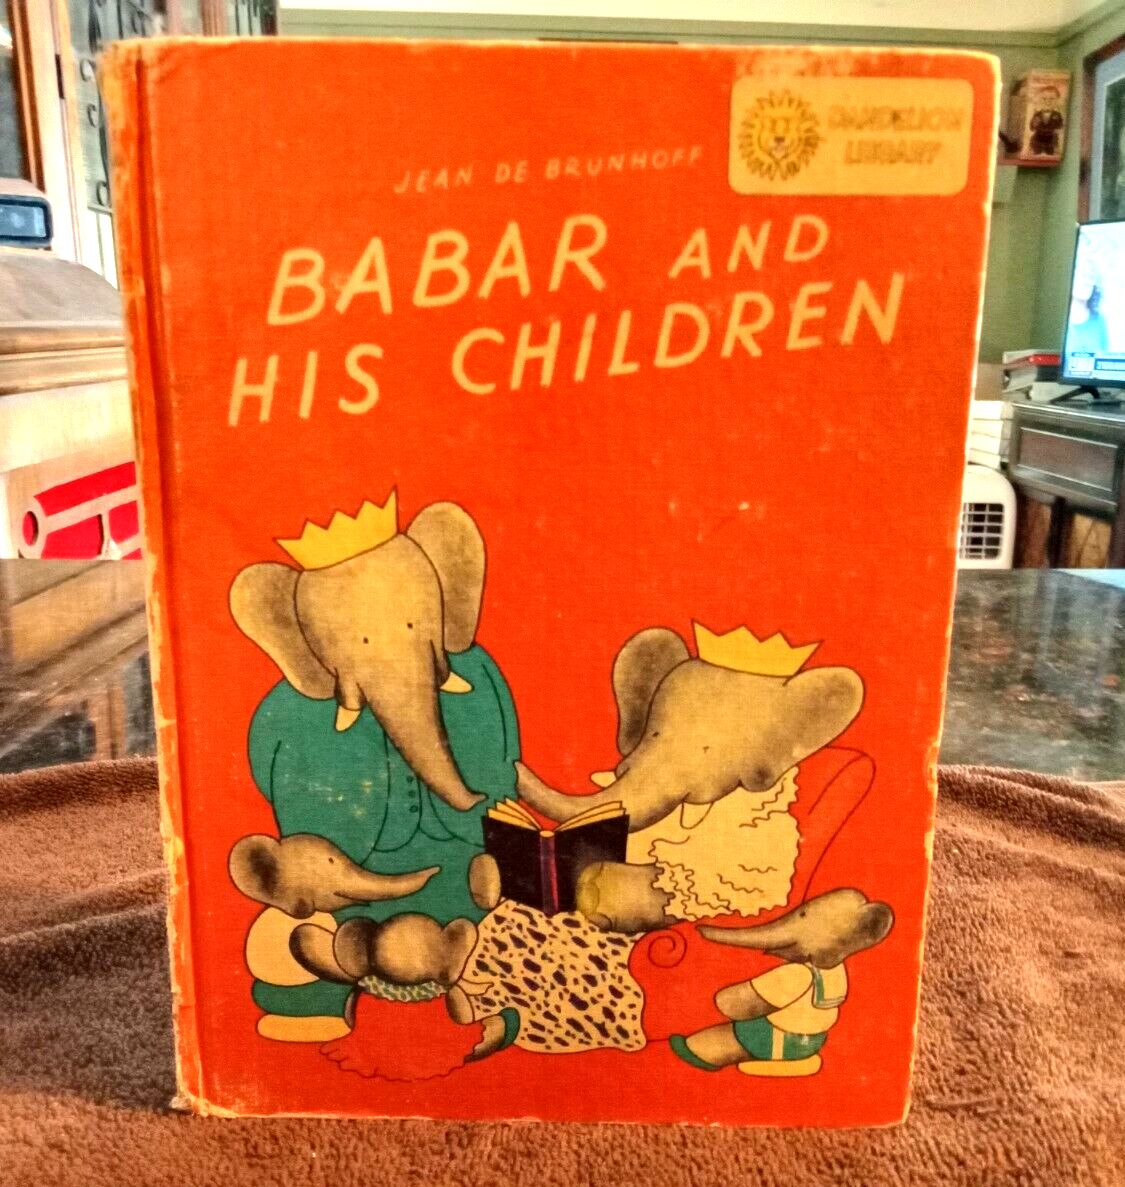 DANDELION
LIBRARY
JEAN DE BRUNHOFF
BABAR AND
HIS CHILDREN